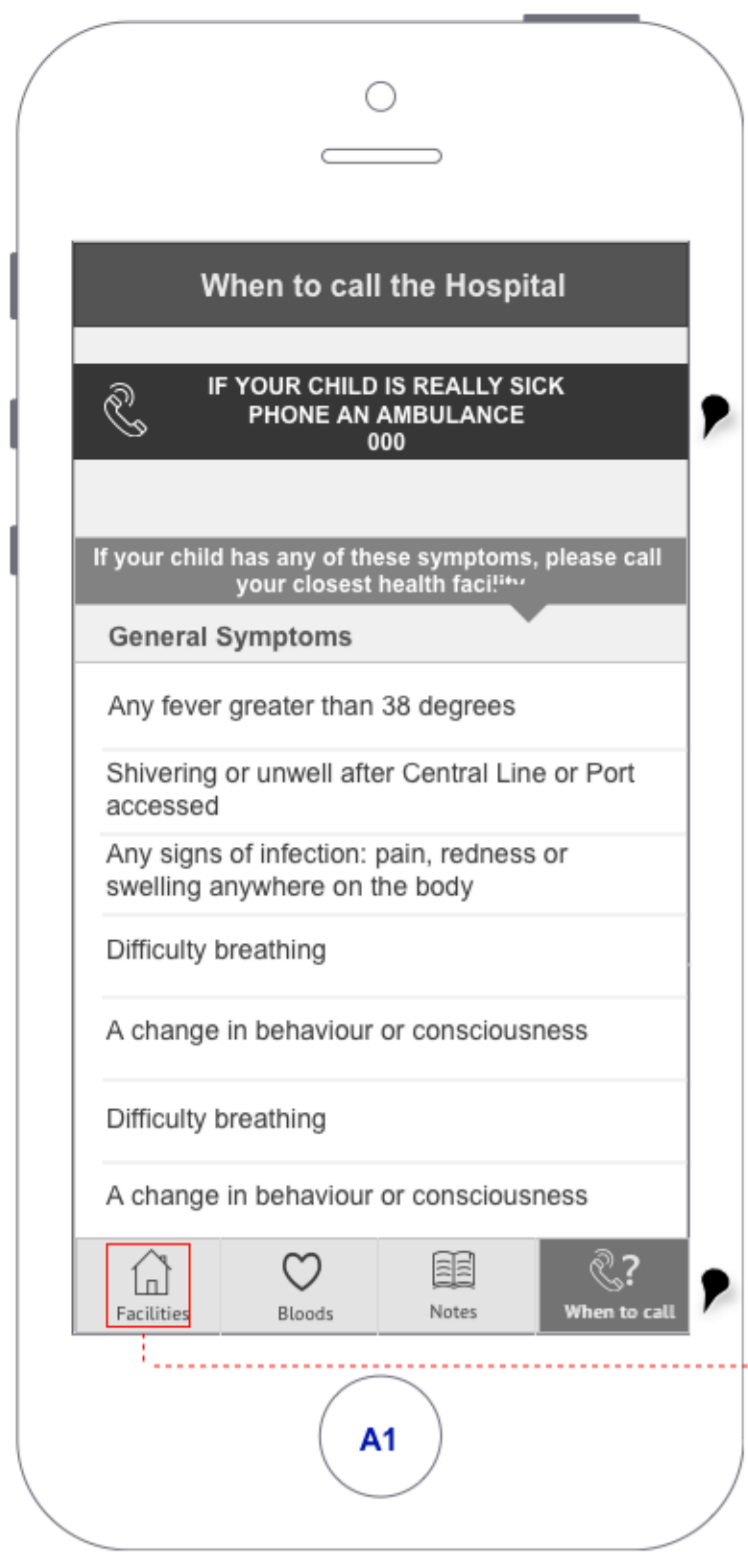 When to call the Hospital
IF YOUR CHILD IS REALLY SICK
PHONE AN AMBULANCE
000
If your child has any of these symptoms, please call
your closest health facility
General Symptoms
Any fever greater than 38 degrees
Shivering or unwell after Central Line or Port
accessed
Any signs of infection: pain, redness or
swelling anywhere on the body
Difficulty breathing
A change in behaviour or consciousness
Difficulty breathing
A change in behaviour or consciousness
?
Facilities
Bloods
Notes
When to call
A1